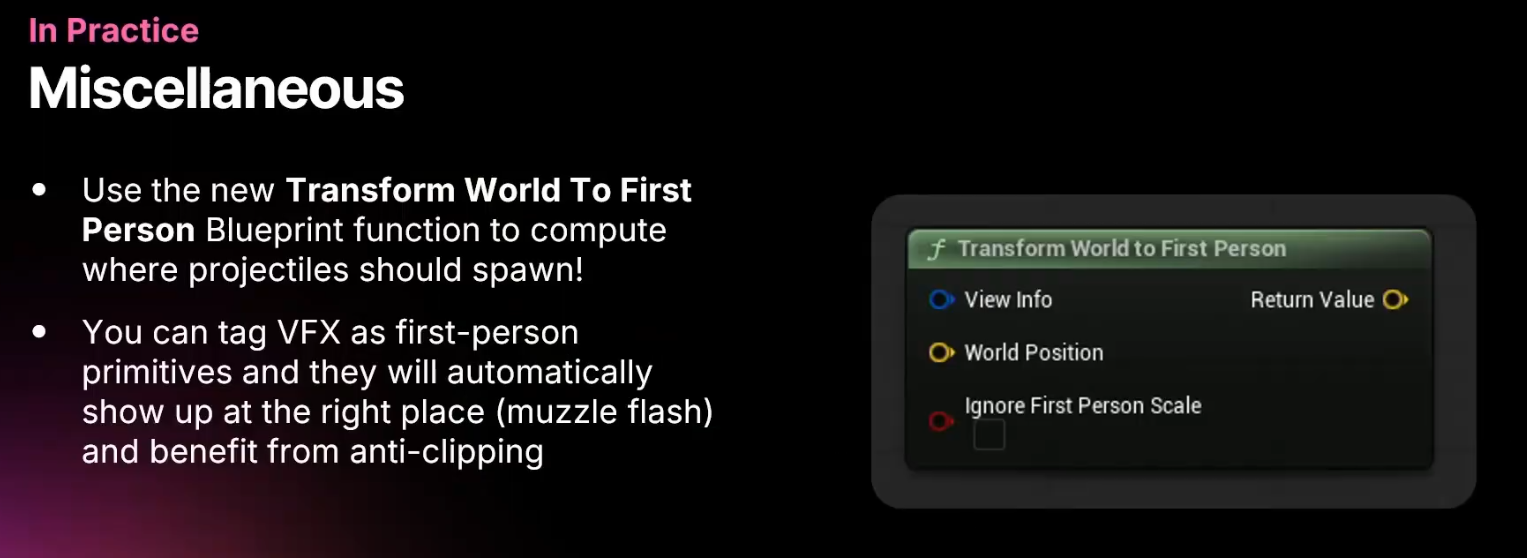 In Practice
Miscellaneous
• Use the new Transform World To First
Person Blueprint function to compute
where projectiles should spawn!
• You can tag VFX as first-person
primitives and they will automatically
show up at the right place (muzzle flash)
and benefit from anti-clipping
f Transform World to First Person
View Info
Return Value
World Position
Ignore First Person Scale